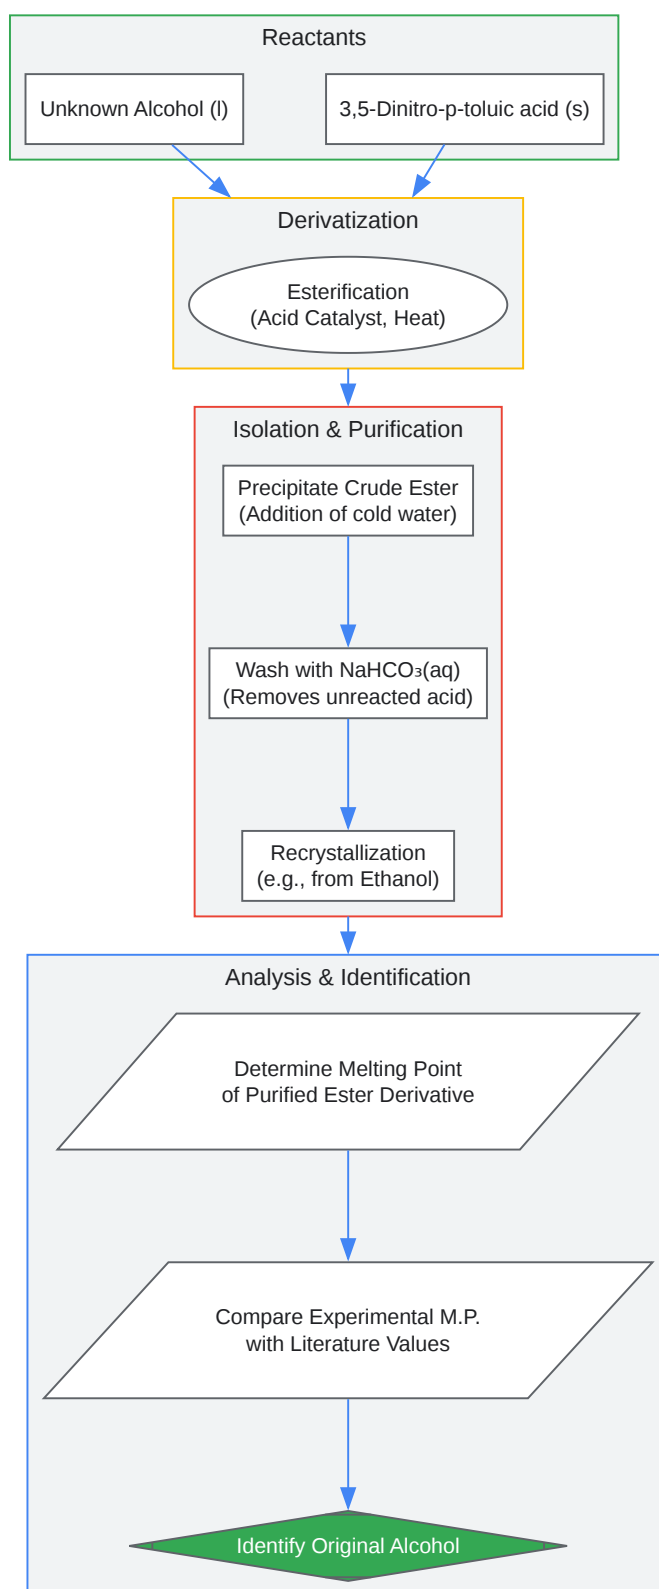 Reactants
Unknown Alcohol (l)
3,5-Dinitro-p-toluic acid (s)
Derivatization
Esterification
(Acid Catalyst, Heat)
Isolation & Purification
Precipitate Crude Ester
(Addition of cold water)
Wash with NaHCO₃(aq)
(Removes unreacted acid)
Recrystallization
(e.g., from Ethanol)
Analysis & Identification
Determine Melting Point
of Purified Ester Derivative
Compare Experimental M.P.
with Literature Values
Identify Original Alcohol